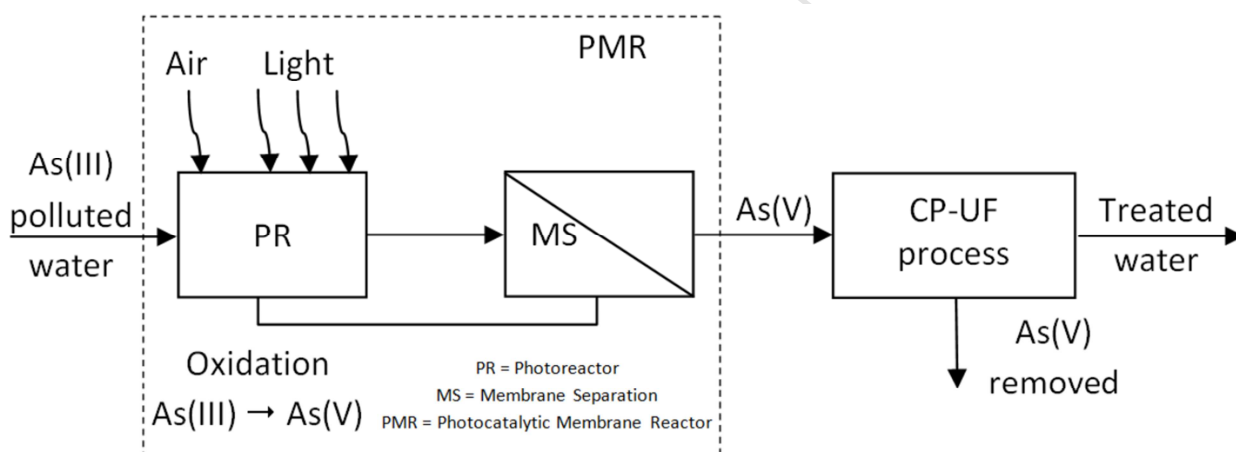 PMR
Air
Light
As(III)
polluted
water
PR
MS
As(V)
CP-UF
process
Treated
water
As(V)
removed
Oxidation
As(III) → As(V)
PR = Photoreactor
MS = Membrane Separation
PMR = Photocatalytic Membrane Reactor